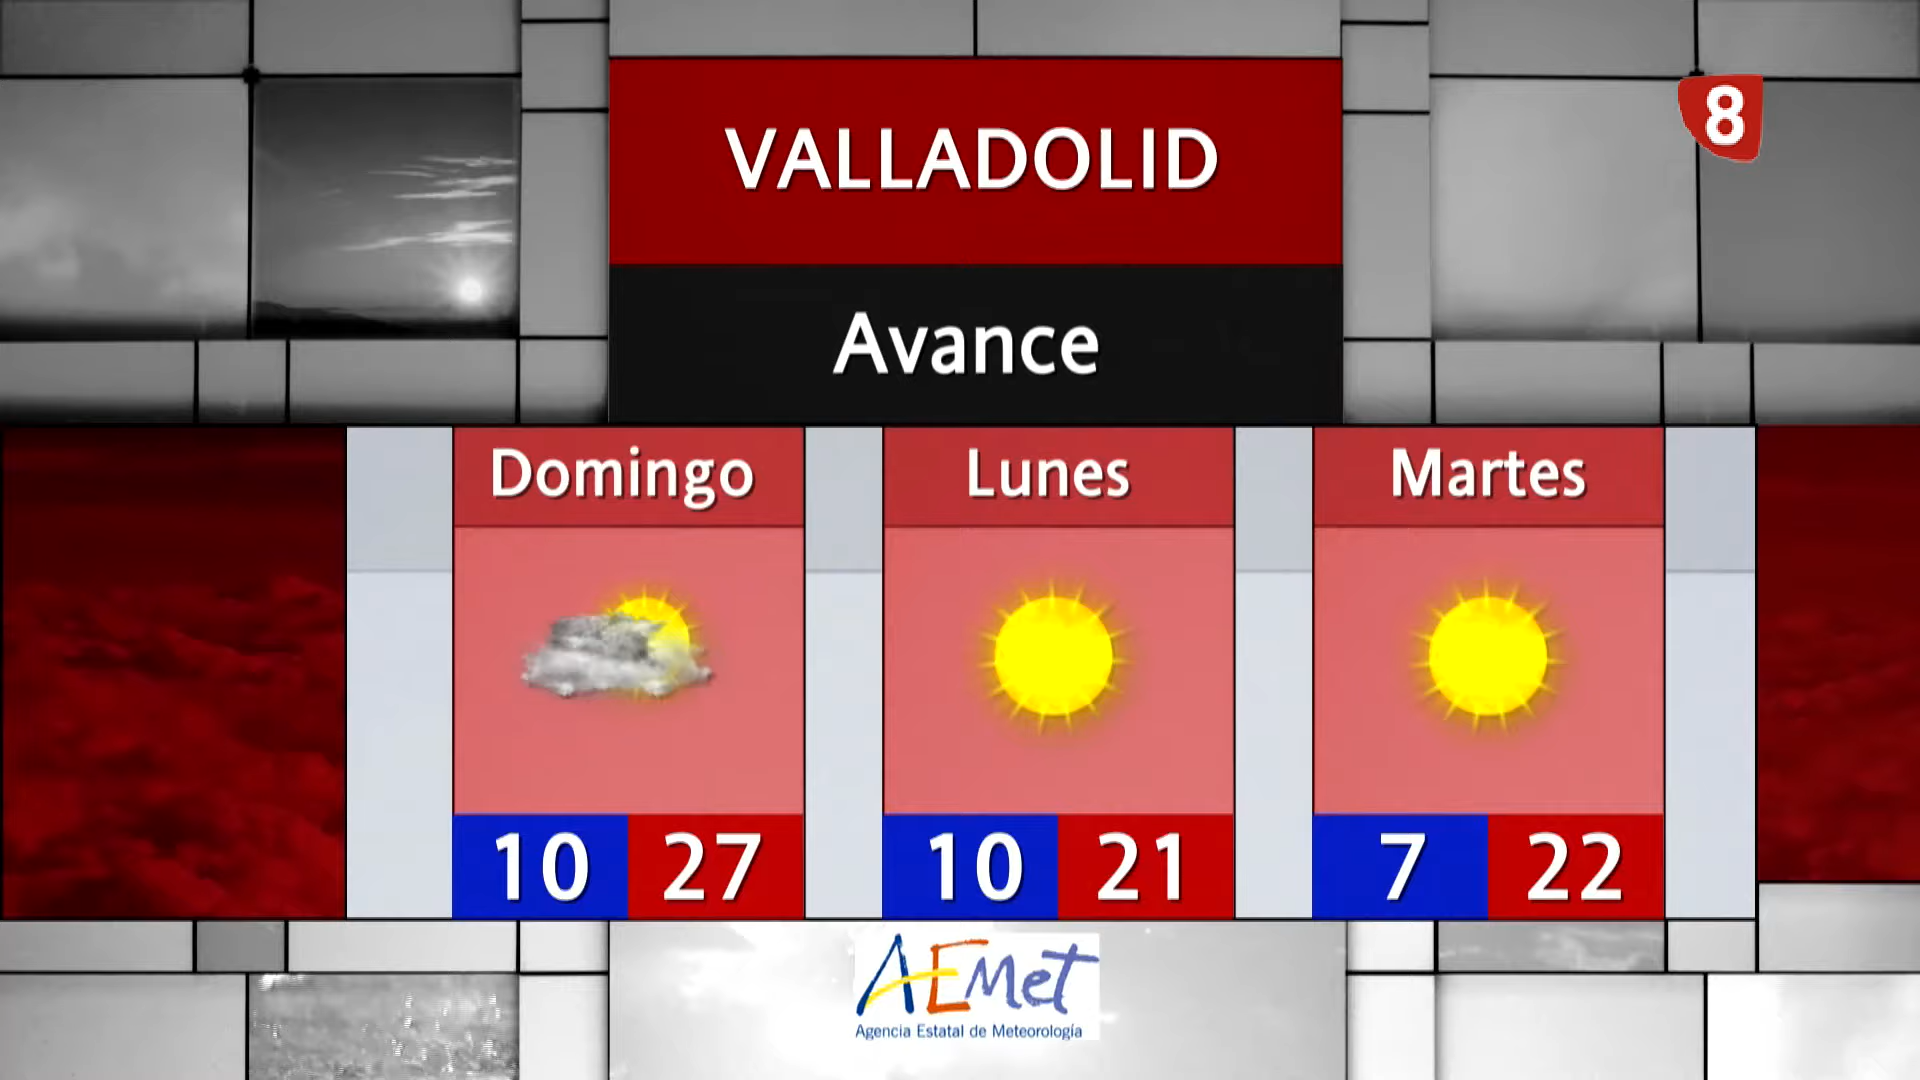 VALLADOLID
8
Avance
Domingo
Lunes
Martes
10 27
10 21
7 22
AEMet
Agencia Estatal de Meteorología